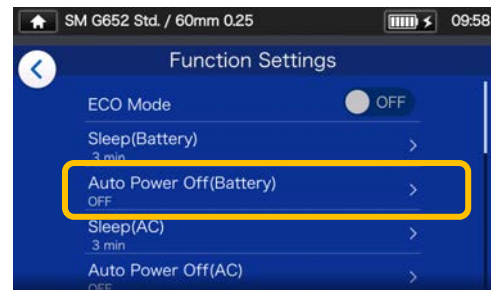 SM G652 Std. / 60mm 0.25 09:58
Function Settings
ECO Mode OFF
Sleep(Battery)
3 min
Auto Power Off(Battery)
OFF
Sleep(AC)
3 min
Auto Power Off(AC)
OFF